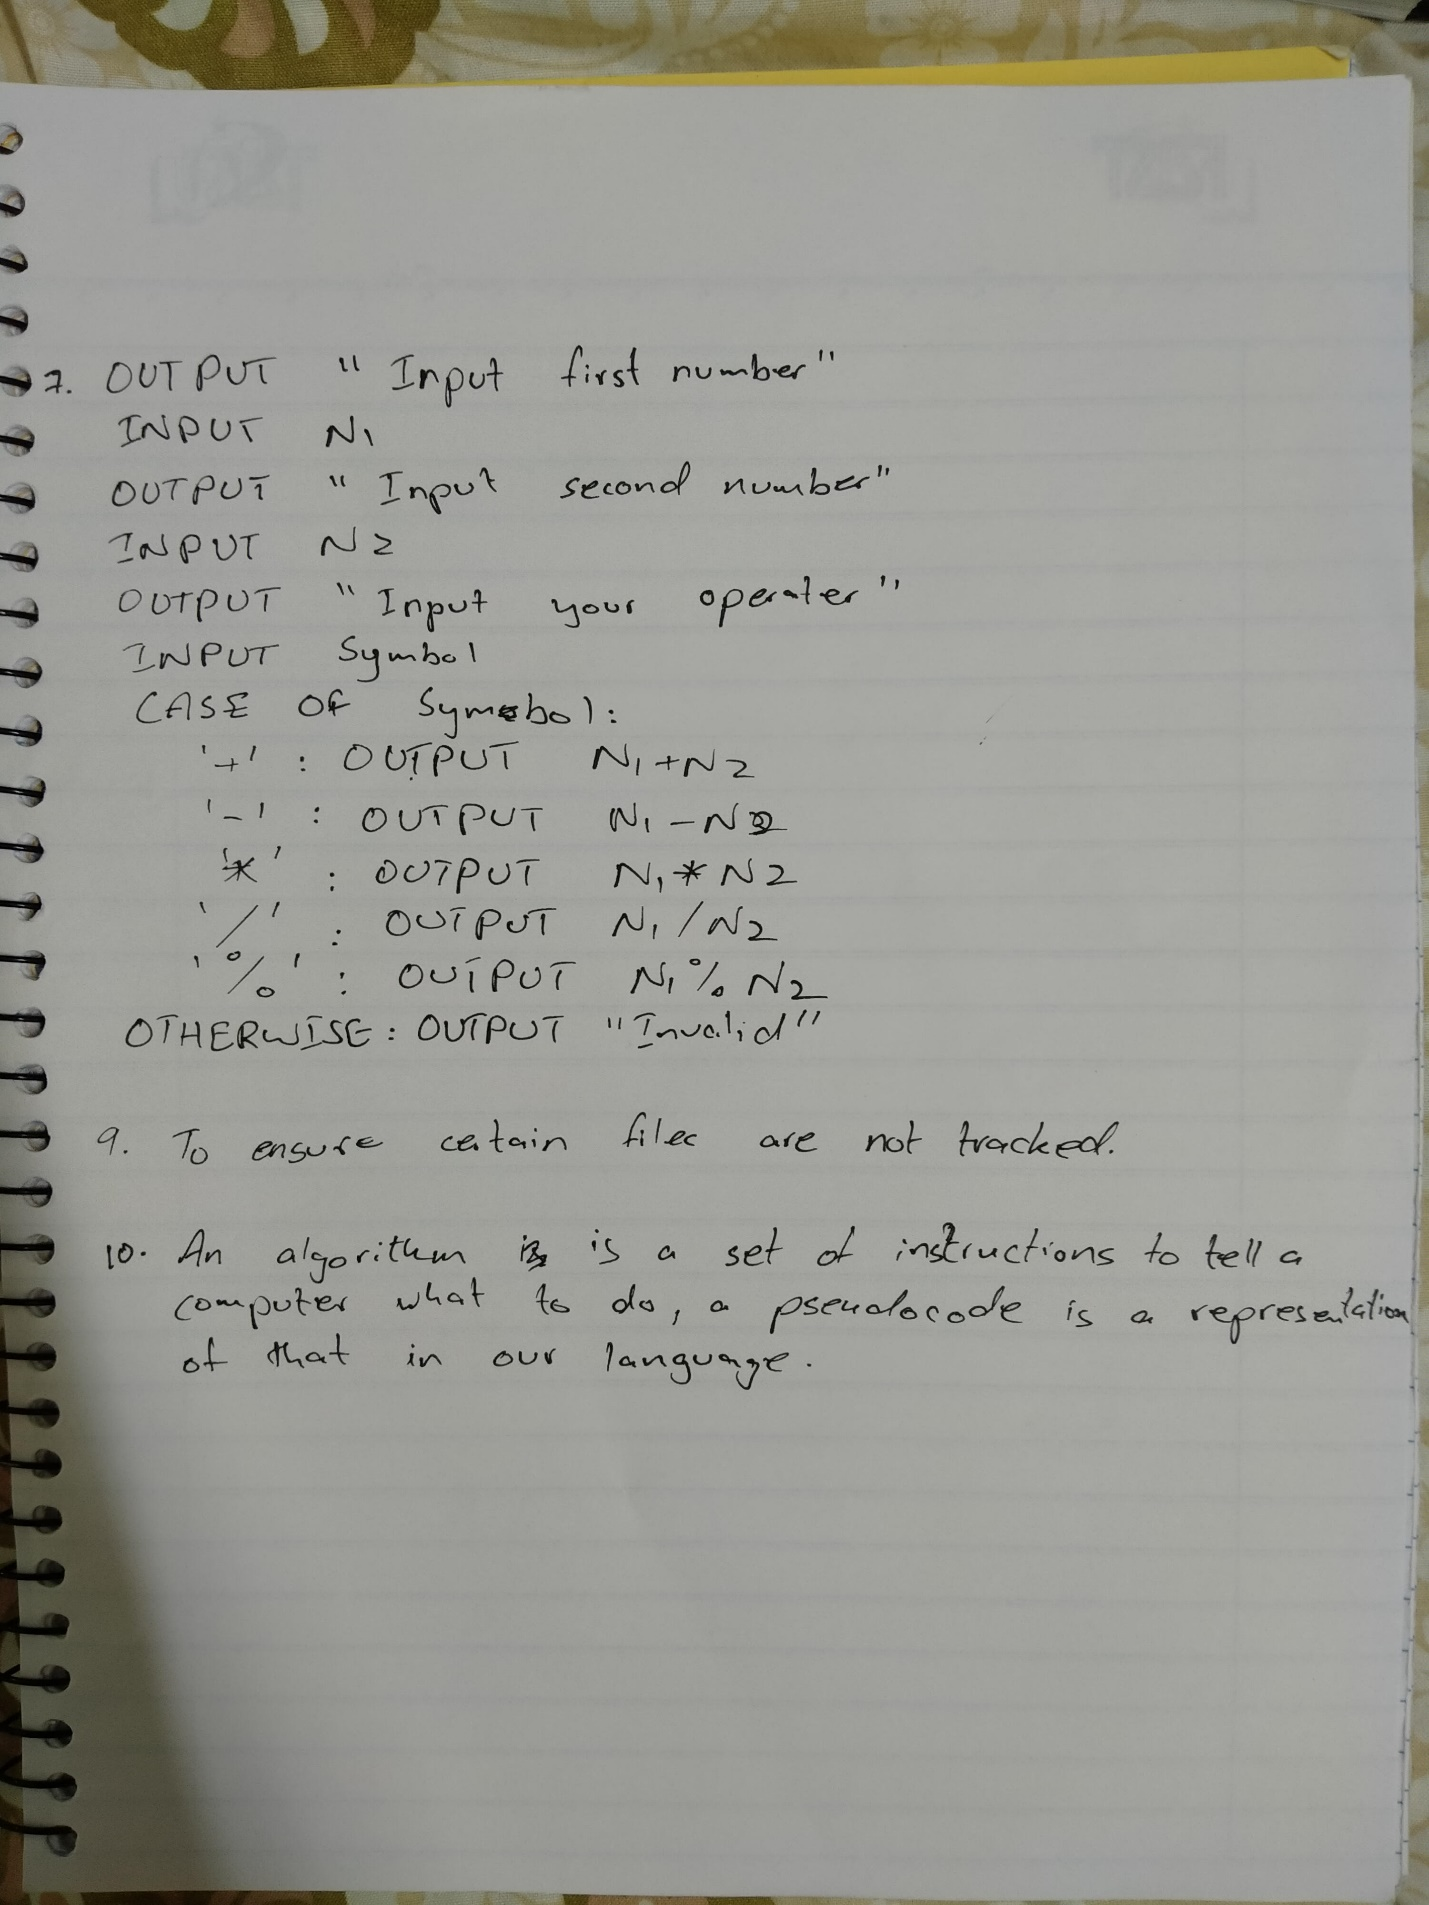 7. OUTPUT "Input first number"
INPUT N1
OUTPUT "Input second number"
INPUT N2
OUTPUT "Input your operater"
INPUT Symbol
CASE OF Symbol:
'+' : OUTPUT N1+N2
'-' : OUTPUT N1-N2
'*' : OUTPUT N1*N2
'/' : OUTPUT N1/N2
'%' : OUTPUT N1%N2
OTHERWISE: OUTPUT "Invalid"
9. To ensure certain files are not tracked.
10. An algorithm is a set of instructions to tell a
computer what to do, a pseudocode is a representation
of that in our language.